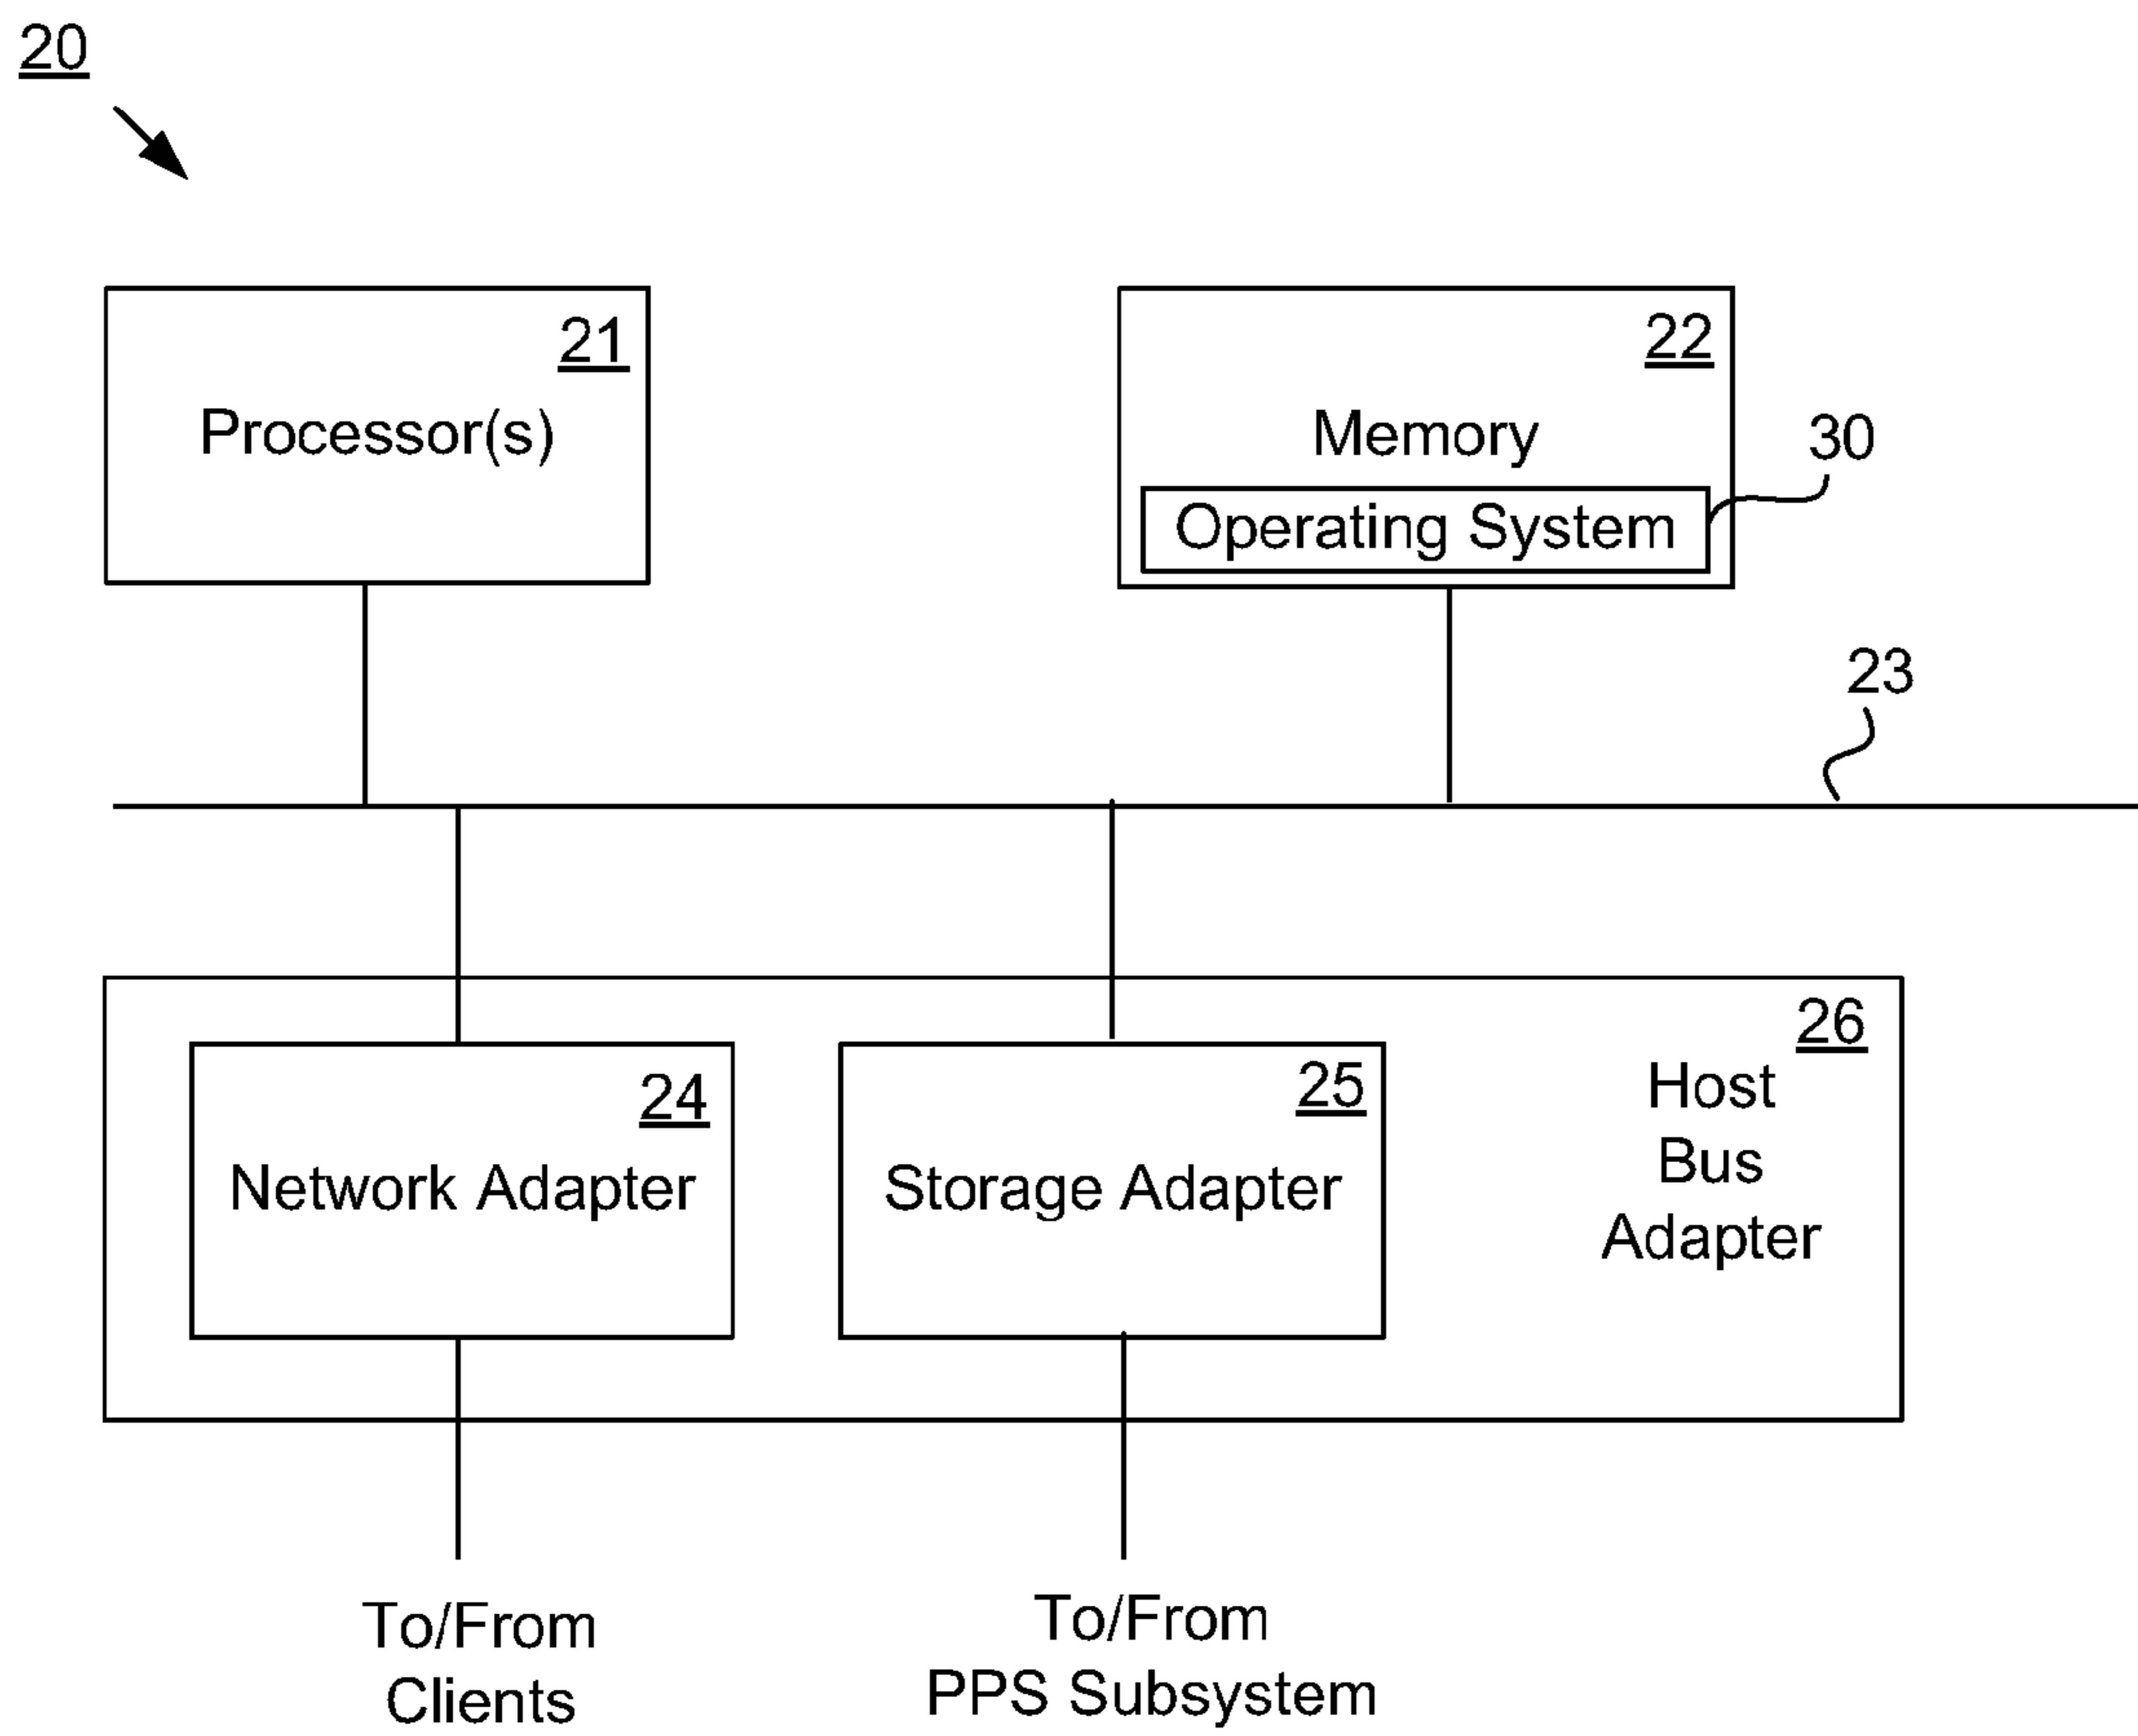 20
21
Processor(s)
22
Memory
Operating System
30
23
26
Host
Bus
Adapter
24
Network Adapter
25
Storage Adapter
To/From
Clients
To/From
PPS Subsystem